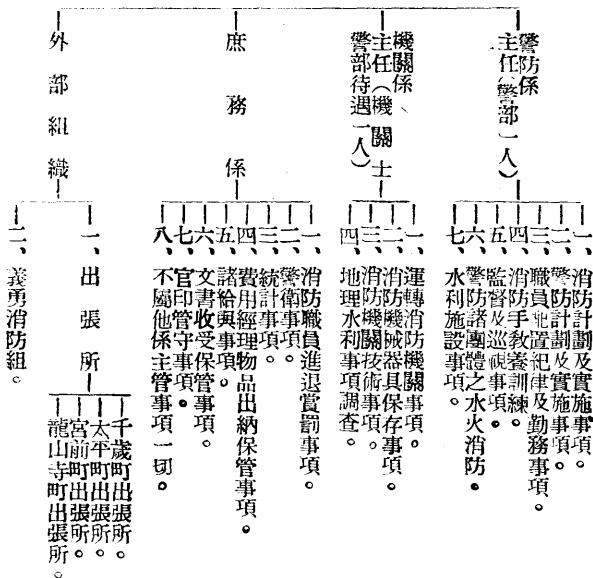 警防係
主任(警部一人)
一、消防計劃及實施事項。
二、警防計劃及實施事項。
三、職員配置紀律及勤務事項。
四、消防手教養訓練。
五、監督及巡視事項。
六、警防諸團體之水火消防。
七、水利施設事項。
機關係
主任(機關士
警部待遇一人)
一、運轉消防機關事項。
二、消防機械器具保存事項。
三、消防機關技術事項。
四、地理水利事項調查。
庶務係
一、消防職員進退賞罰事項。
二、警衛事項。
三、統計事項。
四、費用經理物品出納保管事項。
五、諸給與事項。
六、文書收受保管事項。
七、官印管守事項。
八、不屬他係主管事項一切。
外部組織
一、出張所
千歲町出張所。
太平町出張所。
宮前町出張所。
龍山寺町出張所。
二、義勇消防組。